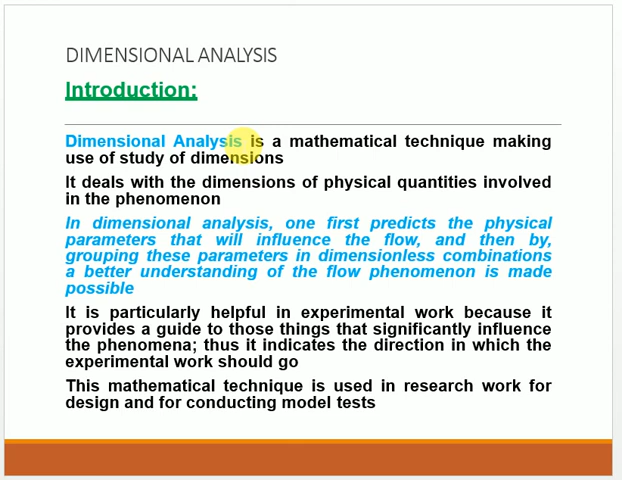 DIMENSIONAL ANALYSIS
Introduction:
Dimensional Analysis is a mathematical technique making
use of study of dimensions
It deals with the dimensions of physical quantities involved
in the phenomenon
In dimensional analysis, one first predicts the physical
parameters that will influence the flow, and then by,
grouping these parameters in dimensionless combinations
a better understanding of the flow phenomenon is made
possible
It is particularly helpful in experimental work because it
provides a guide to those things that significantly influence
the phenomena; thus it indicates the direction in which the
experimental work should go
This mathematical technique is used in research work for
design and for conducting model tests